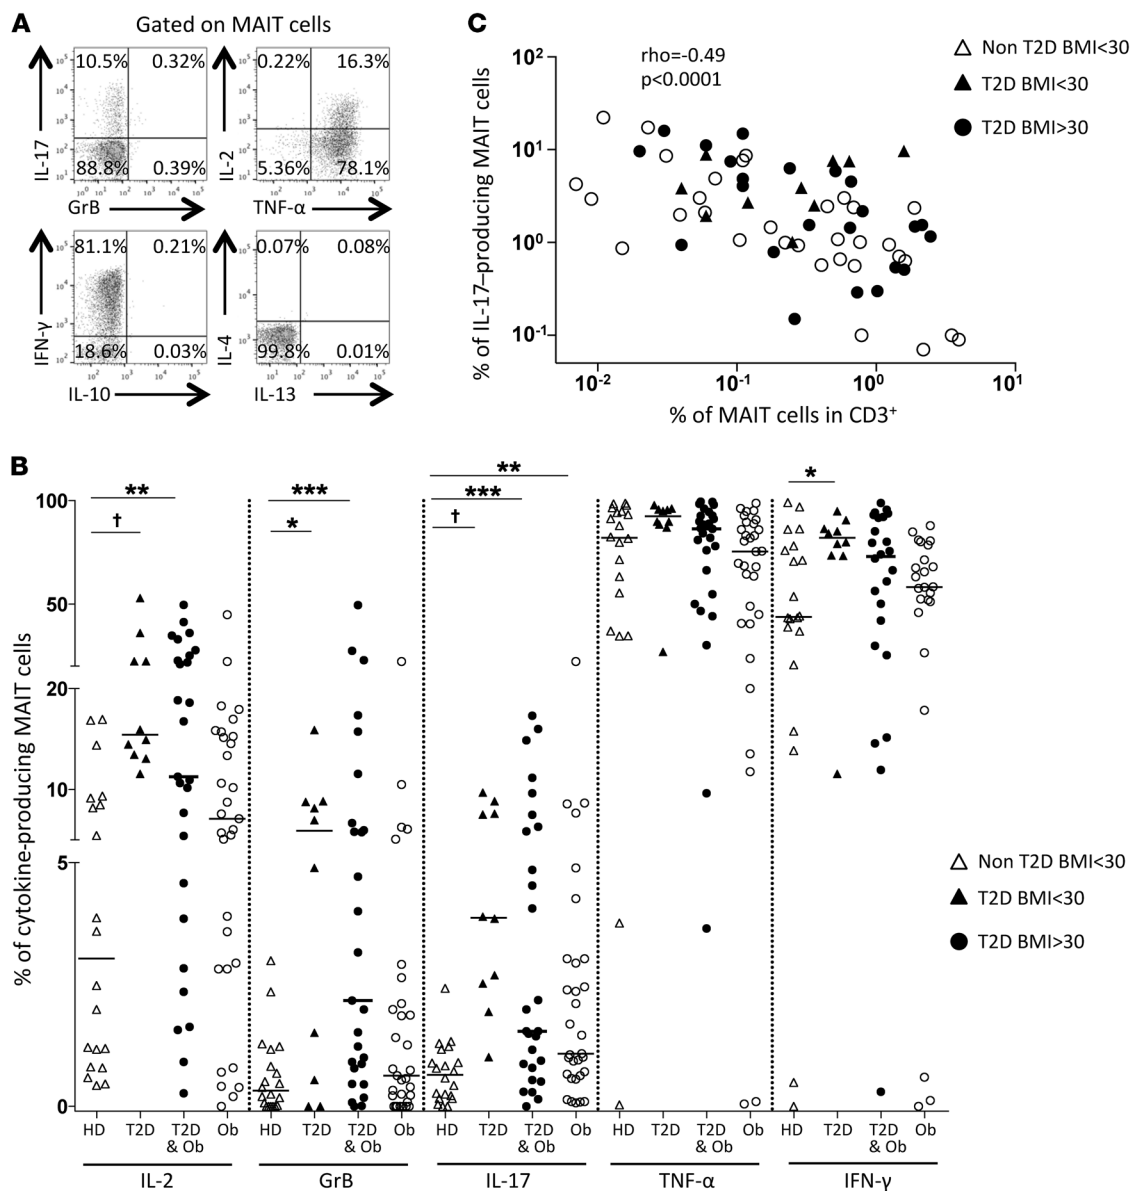 A
Gated on MAIT cells
10.5% 0.32%
88.8% 0.39%
IL-17
GrB
0.22% 16.3%
5.36% 78.1%
IL-2
TNF-α
81.1% 0.21%
18.6% 0.03%
IFN-γ
IL-10
0.07% 0.08%
99.8% 0.01%
IL-4
IL-13
C
rho=-0.49
p<0.0001
Non T2D BMI<30
T2D BMI<30
T2D BMI>30
% of IL-17–producing MAIT cells
10²
10¹
10⁰
10⁻¹
10⁻² 10⁻¹ 10⁰ 10¹
% of MAIT cells in CD3⁺
B
% of cytokine-producing MAIT cells
100
50
20
10
5
0
** † *** * ** *** † *
Non T2D BMI<30
T2D BMI<30
T2D BMI>30
HD T2D T2D & Ob Ob
HD T2D T2D & Ob Ob
HD T2D T2D & Ob Ob
HD T2D T2D & Ob Ob
HD T2D T2D & Ob Ob
IL-2 GrB IL-17 TNF-α IFN-γ